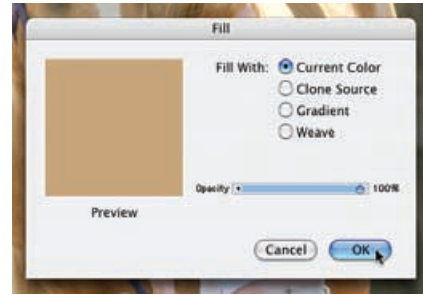 Fill
Fill With: Current Color
Clone Source
Gradient
Weave
Opacity 100%
Preview
Cancel OK